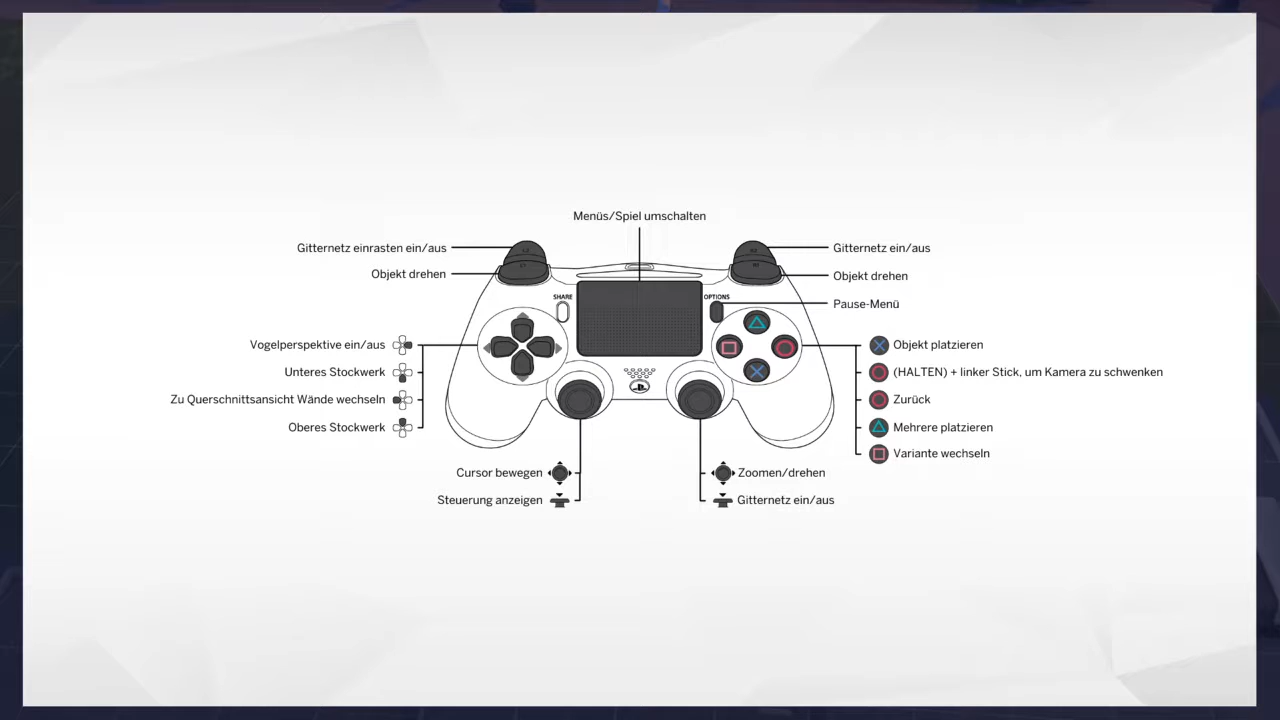 Menüs/Spiel umschalten
Gitternetz einrasten ein/aus
Gitternetz ein/aus
Objekt drehen
Objekt drehen
SHARE
OPTIONS
Pause-Menü
Vogelperspektive ein/aus
Unteres Stockwerk
Zu Querschnittsansicht Wände wechseln
Oberes Stockwerk
Objekt platzieren
(HALTEN) + linker Stick, um Kamera zu schwenken
Zurück
Mehrere platzieren
Variante wechseln
Cursor bewegen
Steuerung anzeigen
Zoomen/drehen
Gitternetz ein/aus